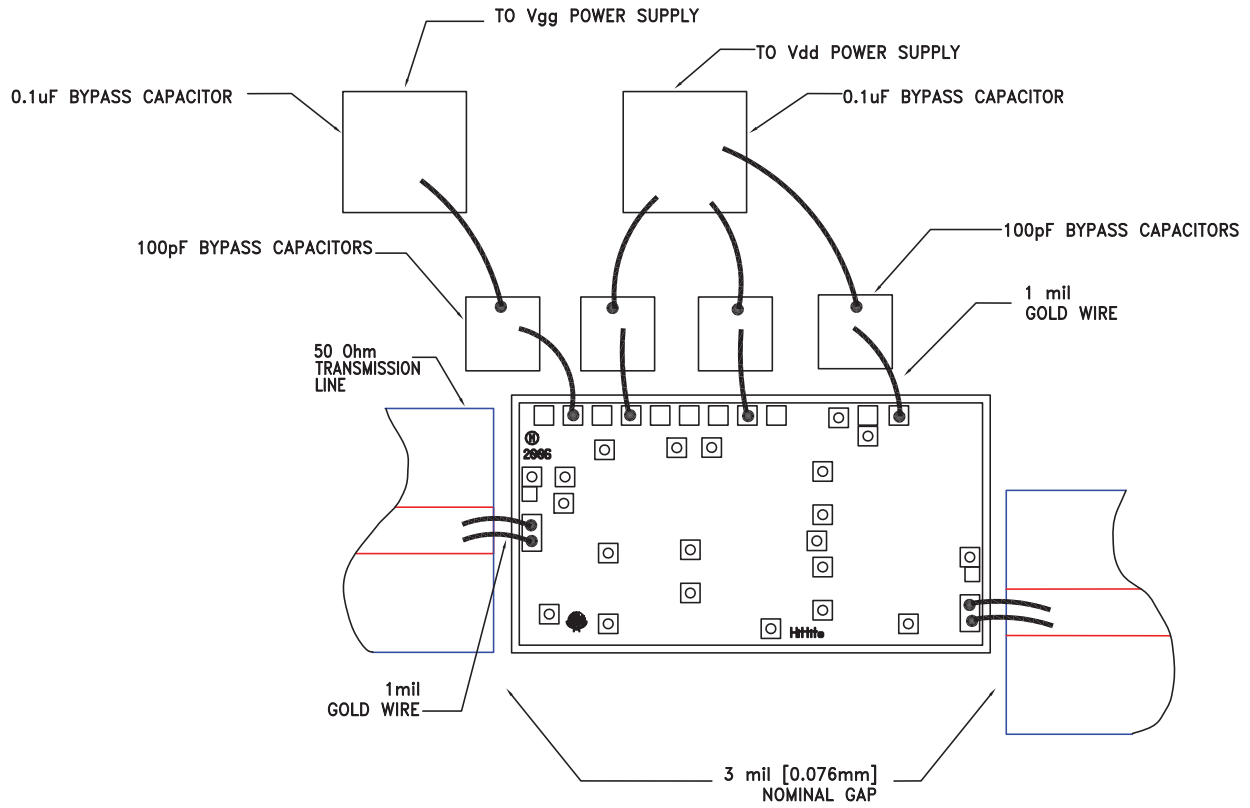 TO Vgg POWER SUPPLY
TO Vdd POWER SUPPLY
0.1uF BYPASS CAPACITOR
0.1uF BYPASS CAPACITOR
100pF BYPASS CAPACITORS
100pF BYPASS CAPACITORS
1 mil
GOLD WIRE
50 Ohm
TRANSMISSION
LINE
H
2006
Hittite
1mil
GOLD WIRE
3 mil [0.076mm]
NOMINAL GAP